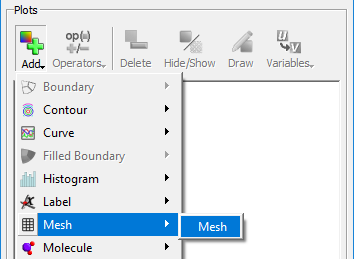 Plots
op(=)
+/-
u
v
Add Operators Delete Hide/Show Draw Variables
Boundary
Contour
Curve
Filled Boundary
Histogram
Label
Mesh Mesh
Molecule